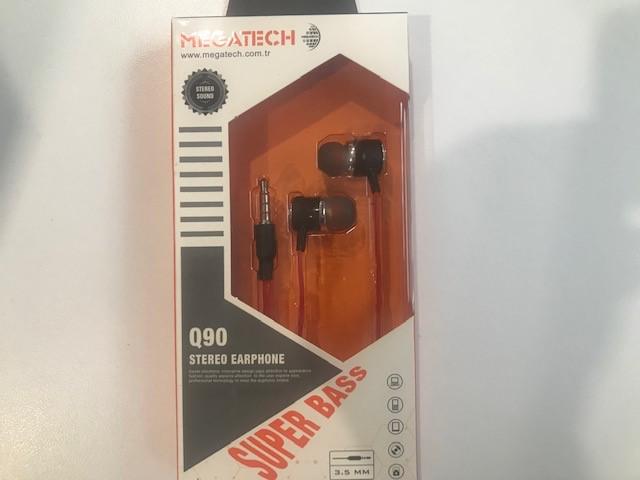 MEGATECH
www.megatech.com.tr
STEREO
SOUND
Q90
STEREO EARPHONE
SUPER BASS
3.5 MM